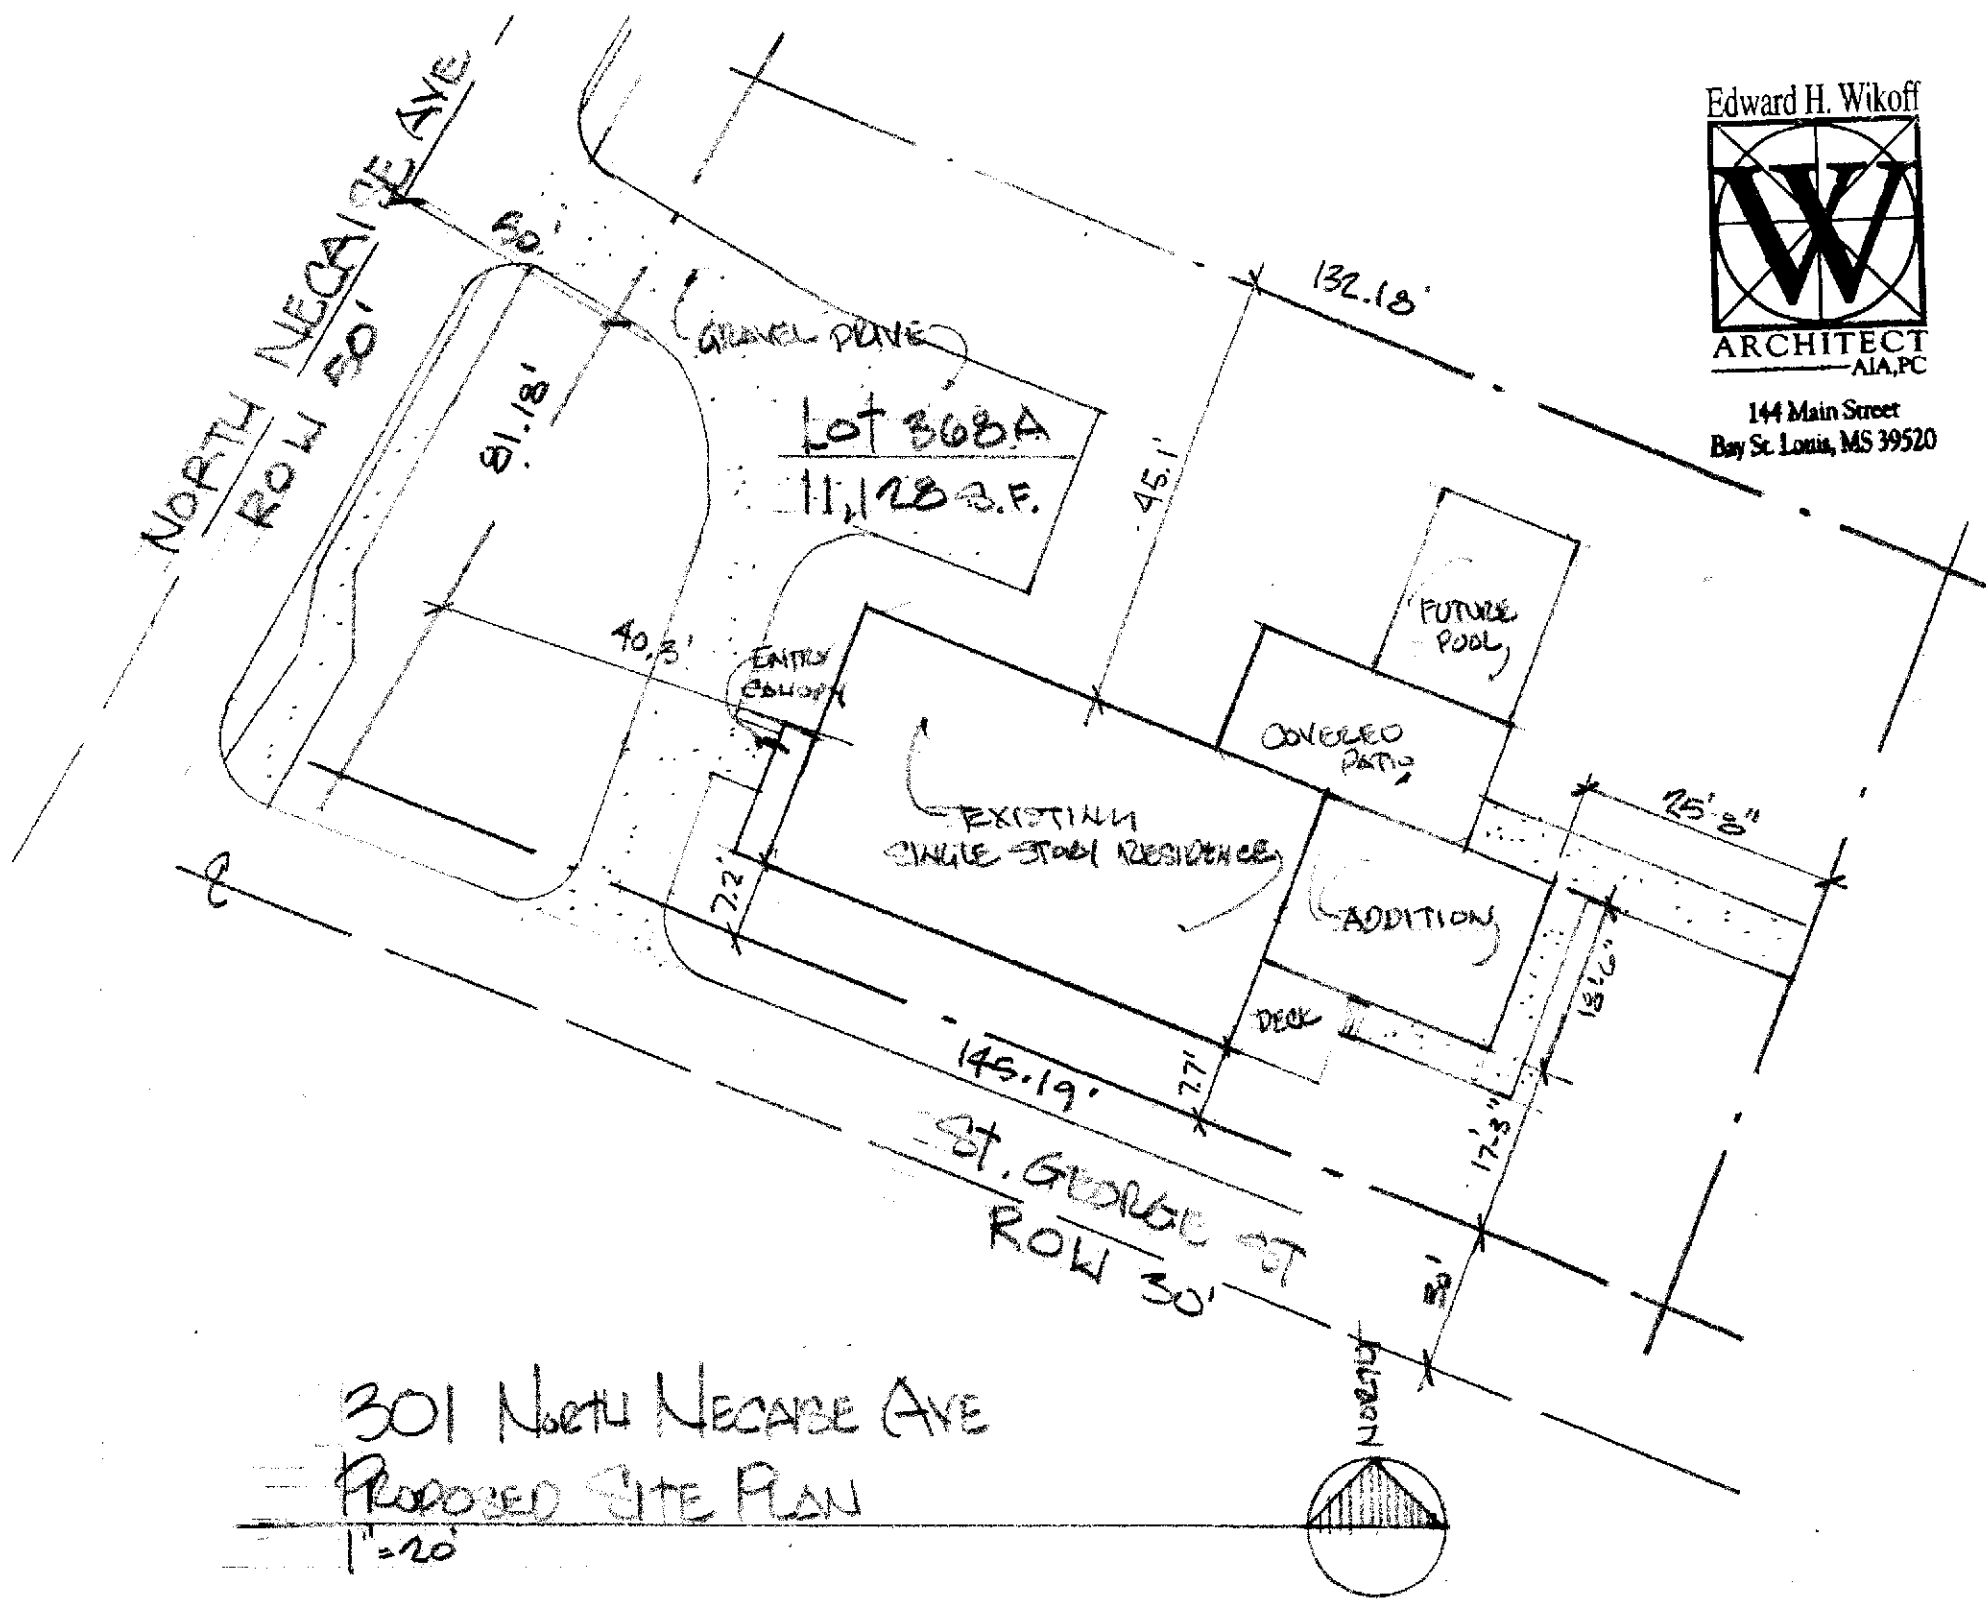 Edward H. Wikoff
W
ARCHITECT
AIA,PC
144 Main Street
Bay St. Louis, MS 39520
NORTH NECAISE AVE
ROW 50'
50'
132.18'
GRAVEL DRIVE
81.18'
LOT 368A
11,128 S.F.
45.1'
FUTURE
POOL
40.3'
ENTRY
CANOPY
COVERED
PATIO
EXISTING
SINGLE STORY RESIDENCE
25'-8"
7.2'
ADDITION
18'-6"
DECK
145.19'
7.7'
17'-3"
ST. GEORGE ST
ROW 30'
30'
NORTH
301 NORTH NECAISE AVE
PROPOSED SITE PLAN
1"=20'